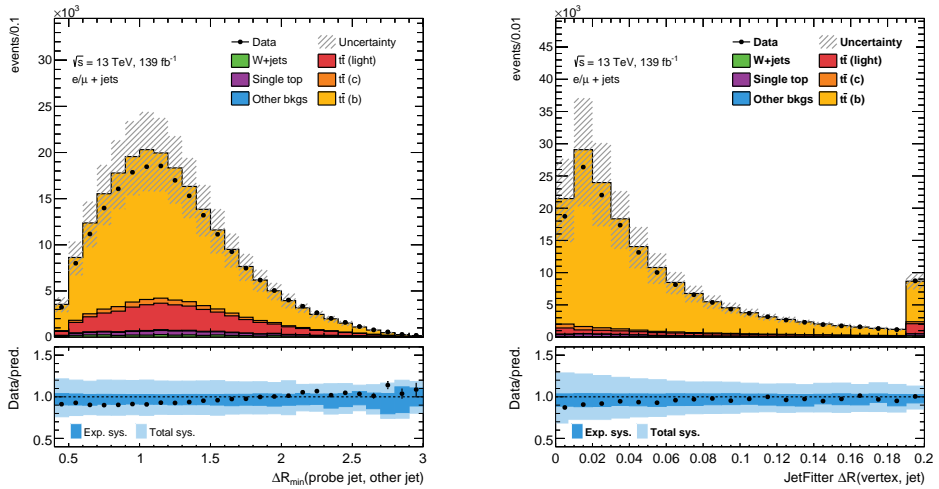 ×10³
events/0.1
30
25
20
15
10
5
0
√s = 13 TeV, 139 fb⁻¹
e/μ + jets
Data
Uncertainty
W+jets
tt̄ (light)
Single top
tt̄ (c)
Other bkgs
tt̄ (b)
Data/pred.
1.5
1.0
0.5
Exp. sys.
Total sys.
0.5 1 1.5 2 2.5 3
ΔRmin(probe jet, other jet)
×10³
events/0.01
45
40
35
30
25
20
15
10
5
0
√s = 13 TeV, 139 fb⁻¹
e/μ + jets
Data
Uncertainty
W+jets
tt̄ (light)
Single top
tt̄ (c)
Other bkgs
tt̄ (b)
Data/pred.
1.5
1.0
0.5
Exp. sys.
Total sys.
0 0.02 0.04 0.06 0.08 0.1 0.12 0.14 0.16 0.18 0.2
JetFitter ΔR(vertex, jet)